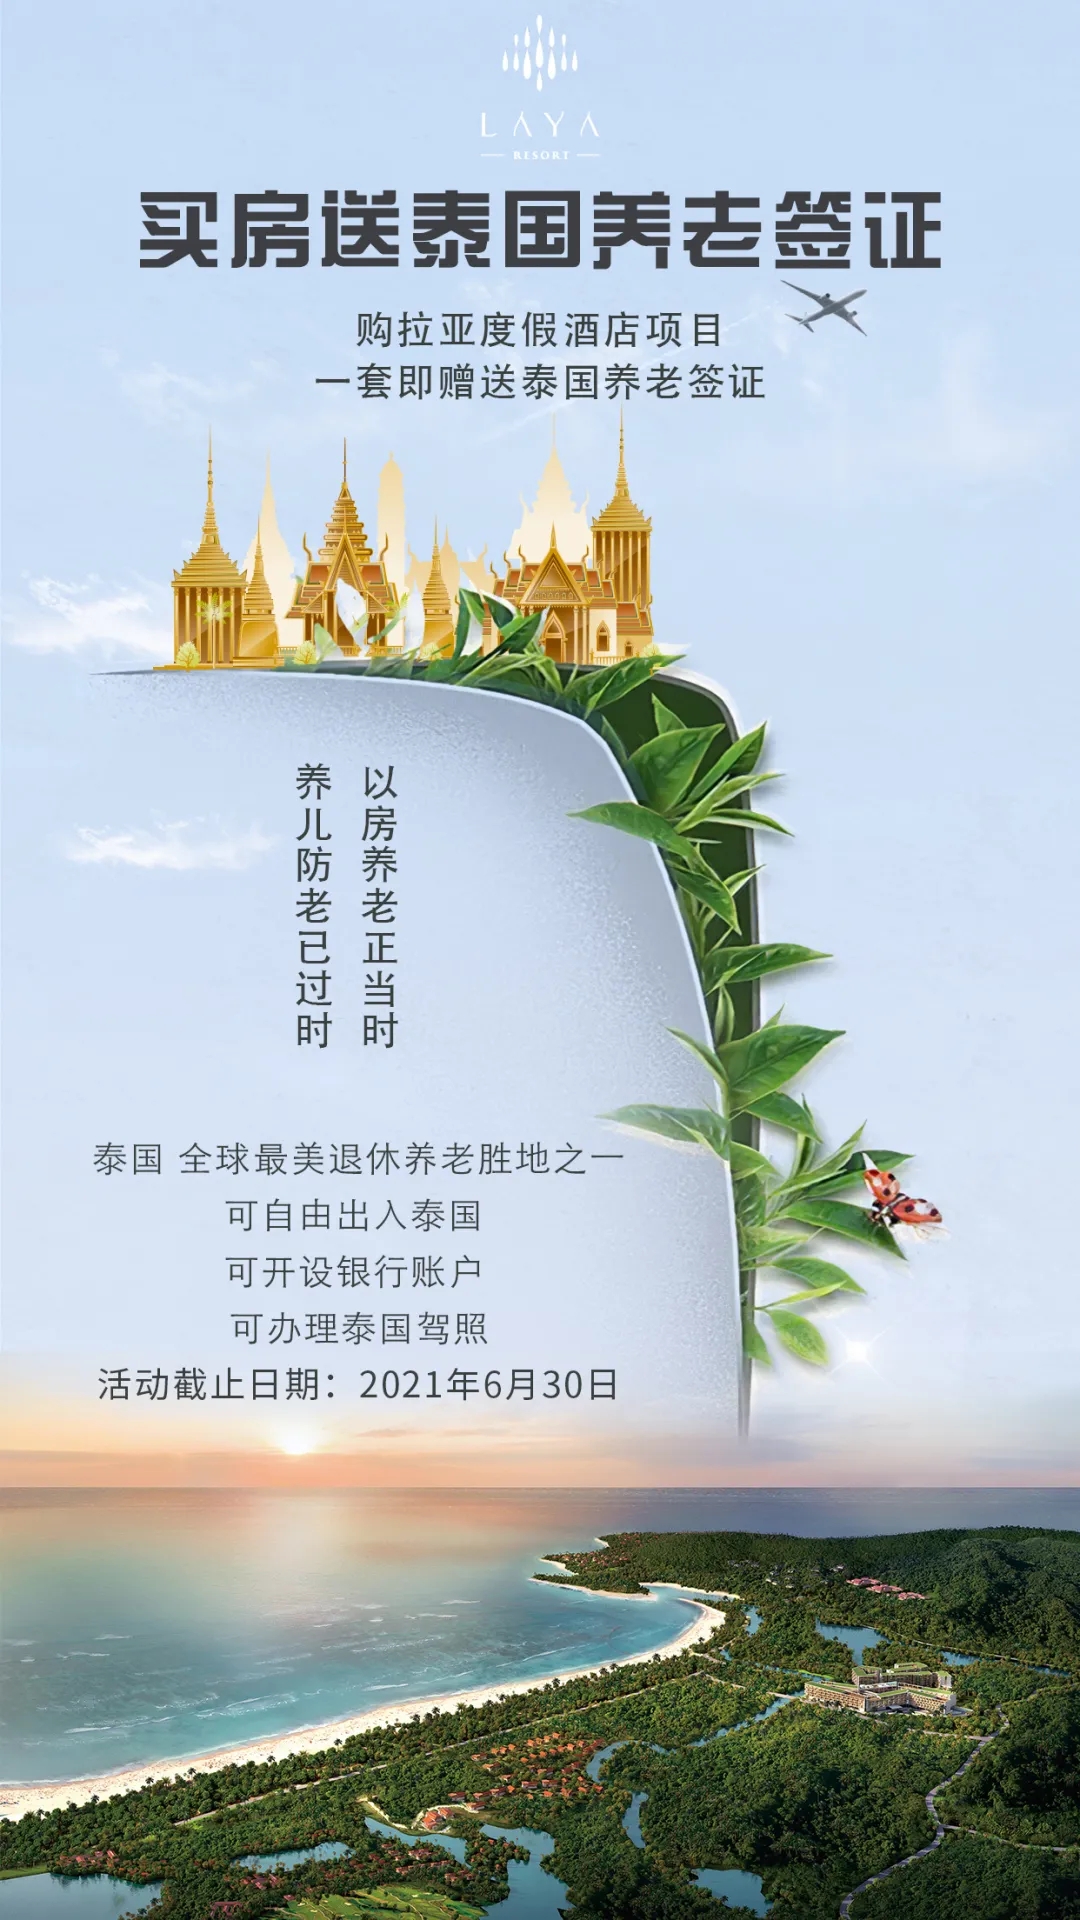 LAYA
RESORT
买房送泰国养老签证
购拉亚度假酒店项目
一套即赠送泰国养老签证
养儿防老已过时
以房养老正当时
泰国 全球最美退休养老胜地之一
可自由出入泰国
可开设银行账户
可办理泰国驾照
活动截止日期：2021年6月30日